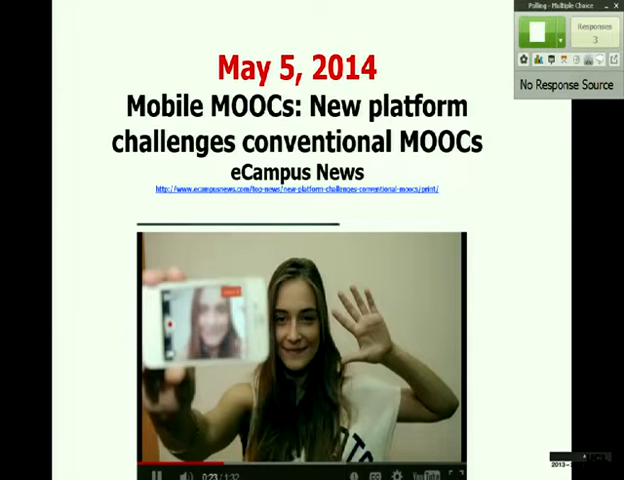 Polling - Multiple Choice
Responses
3
No Response Source
May 5, 2014
Mobile MOOCs: New platform
challenges conventional MOOCs
eCampus News
http://www.ecampusnews.com/top-news/new-platform-challenges-conventional-moocs/print/
0:23 / 1:32
YouTube